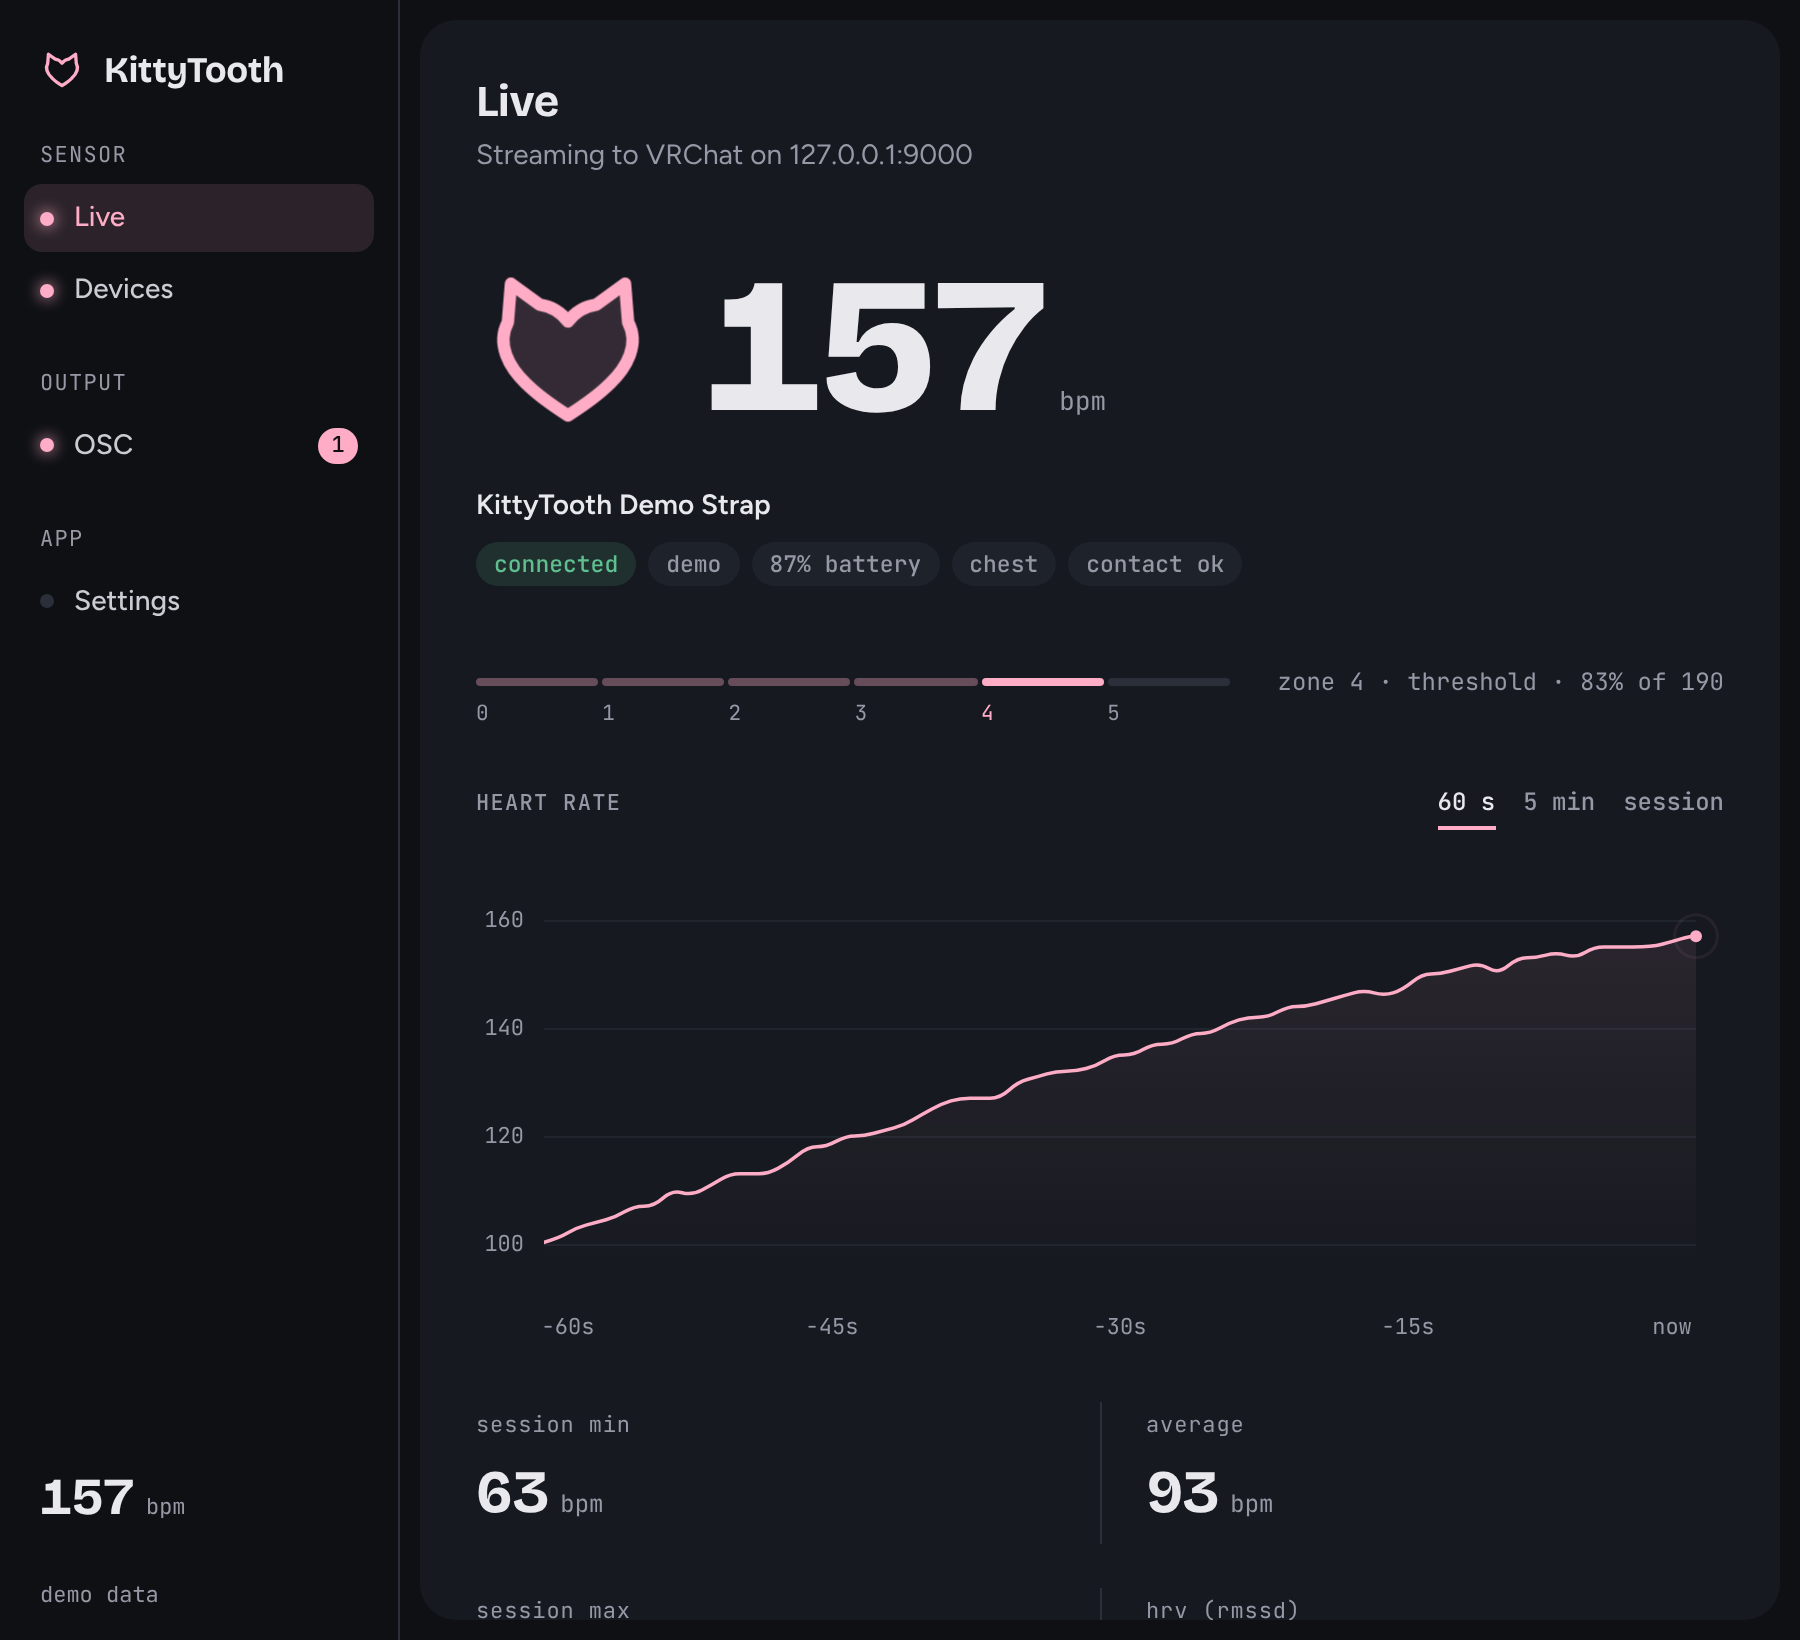 KittyTooth
SENSOR
Live
Devices
OUTPUT
OSC 1
APP
Settings
157 bpm
demo data
Live
Streaming to VRChat on 127.0.0.1:9000
157 bpm
KittyTooth Demo Strap
connected demo 87% battery chest contact ok
zone 4 · threshold · 83% of 190
0 1 2 3 4 5
HEART RATE 60 s 5 min session
160
140
120
100
-60s -45s -30s -15s now
session min average
63 bpm 93 bpm
session max hrv (rmssd)